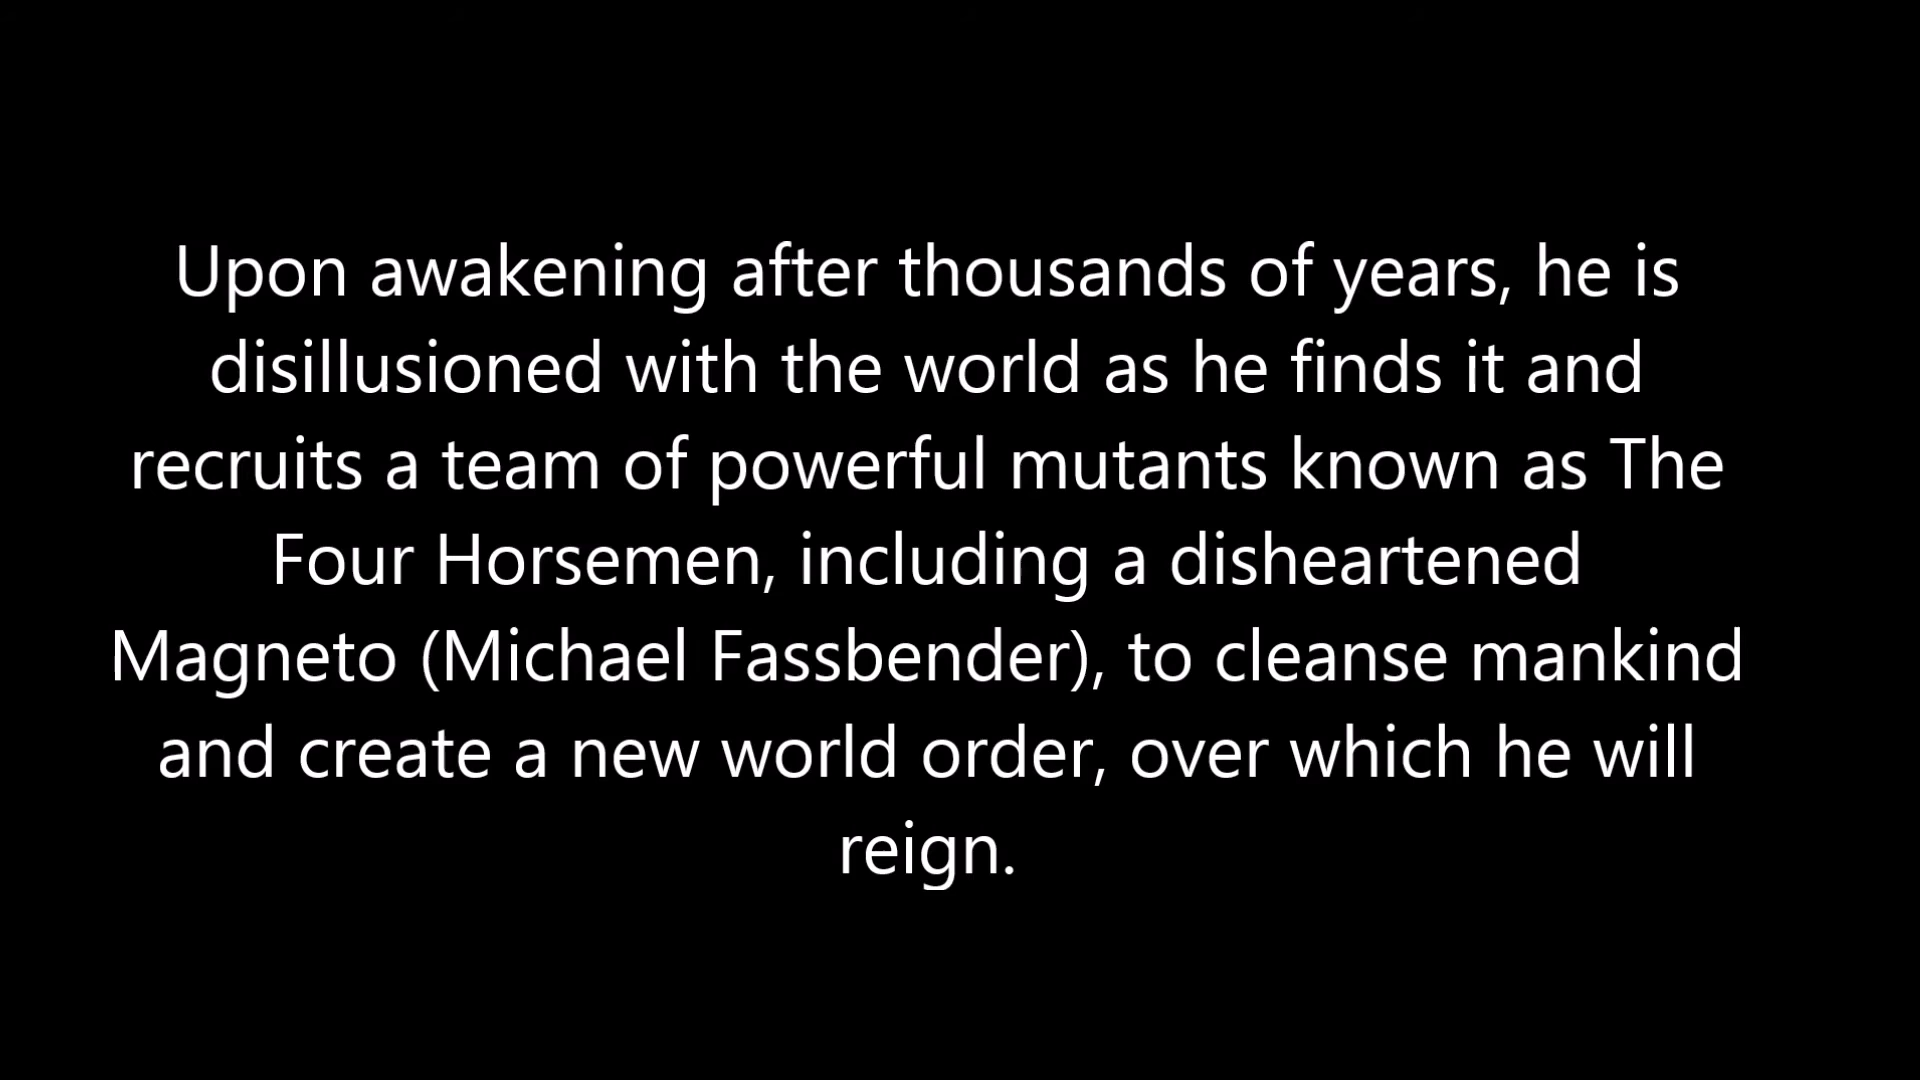 Upon awakening after thousands of years, he is
disillusioned with the world as he finds it and
recruits a team of powerful mutants known as The
Four Horsemen, including a disheartened
Magneto (Michael Fassbender), to cleanse mankind
and create a new world order, over which he will
reign.